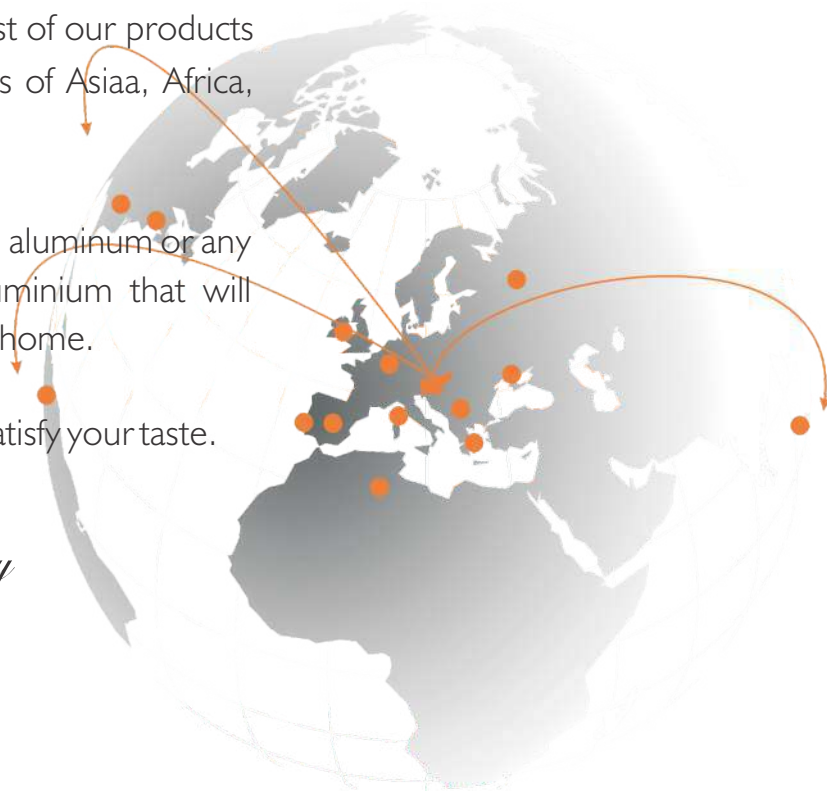 st of our products
s of Asiaa, Africa,
aluminum or any
uminium that will
home.
atisfy your taste.
y